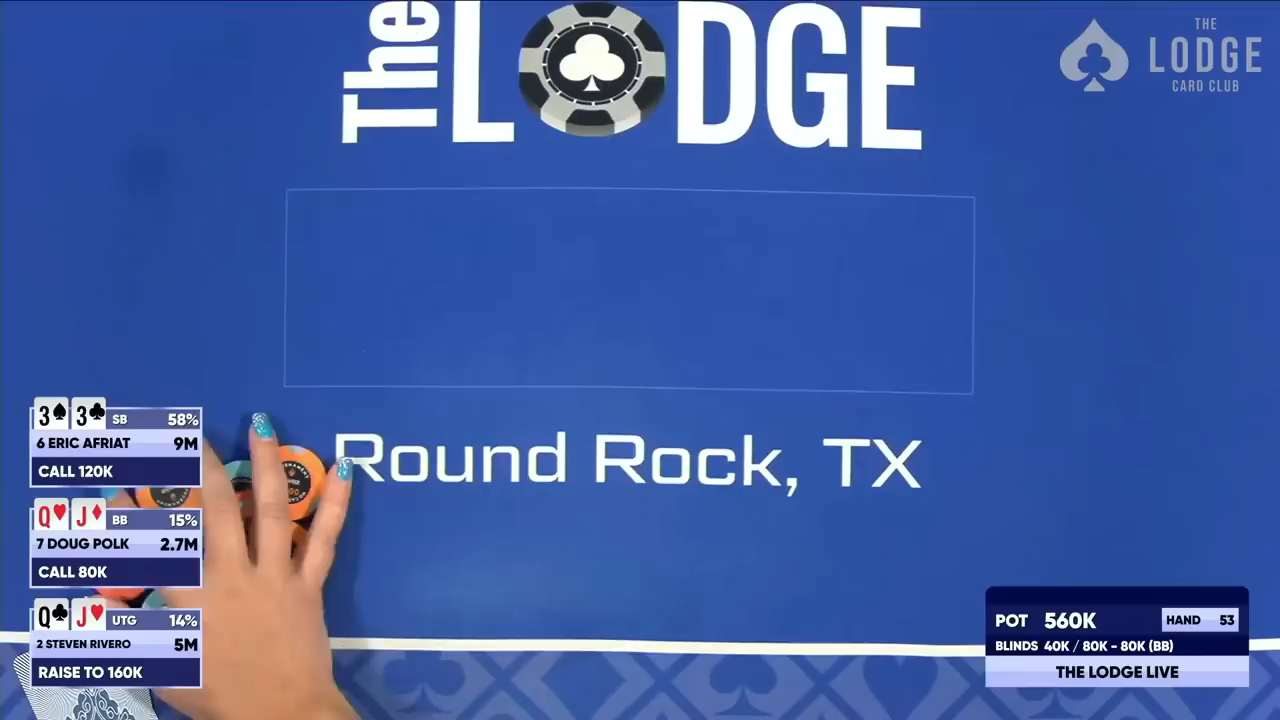 The LODGE
THE
LODGE
CARD CLUB
Round Rock, TX
3♠ 3♣ SB 58%
6 ERIC AFRIAT 9M
CALL 120K
Q♥ J♦ BB 15%
7 DOUG POLK 2.7M
CALL 80K
Q♣ J♥ UTG 14%
2 STEVEN RIVERO 5M
RAISE TO 160K
POT 560K HAND 53
BLINDS 40K / 80K - 80K (BB)
THE LODGE LIVE